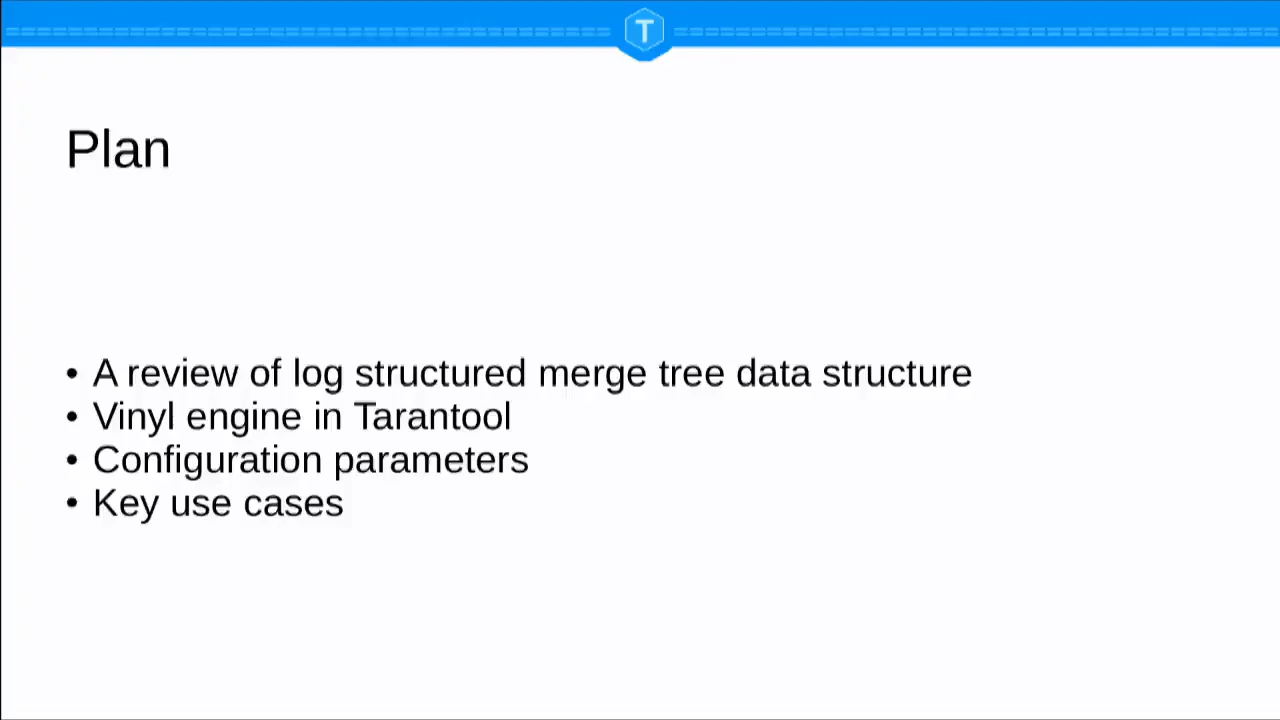 T
Plan
• A review of log structured merge tree data structure
• Vinyl engine in Tarantool
• Configuration parameters
• Key use cases